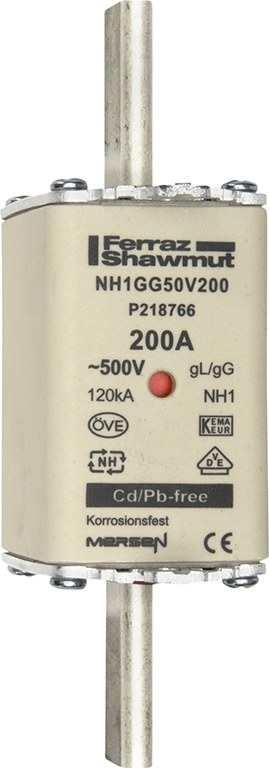 Ferraz
Shawmut
NH1GG50V200
P218766
200A
~500V gL/gG
120kA NH1
ÖVE KEMA
KEUR
NH VDE
Cd/Pb-free
Korrosionsfest
MERSEN CE